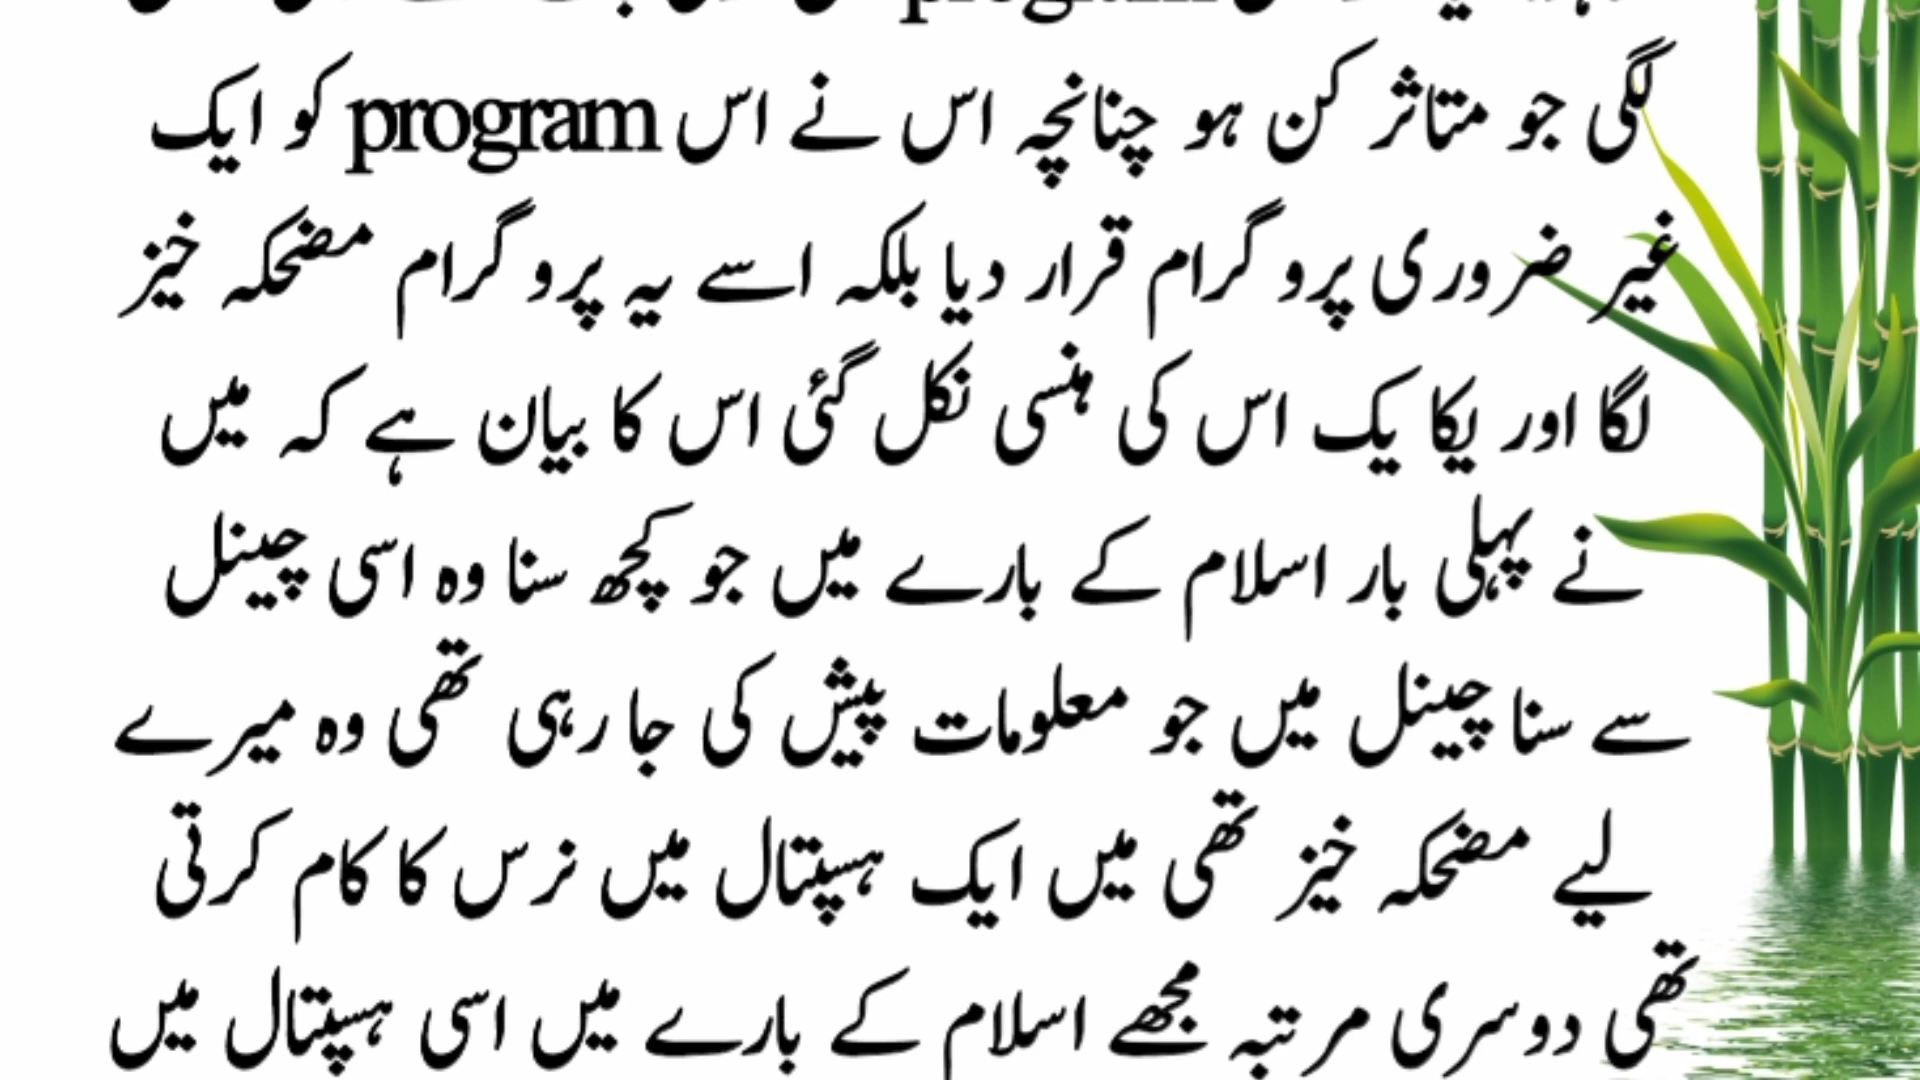 program
لگی جو متاثر کن ہو چنانچہ اس نے اس program کو ایک
غیر ضروری پروگرام قرار دیا بلکہ اسے یہ پروگرام مضحکہ خیز
لگا اور یکا یک اس کی ہنسی نکل گئی اس کا بیان ہے کہ میں
نے پہلی بار اسلام کے بارے میں جو کچھ سنا وہ اسی چینل
سے سنا چینل میں جو معلومات پیش کی جا رہی تھی وہ میرے
لیے مضحکہ خیز تھی میں ایک ہسپتال میں نرس کا کام کرتی
تھی دوسری مرتبہ مجھے اسلام کے بارے میں اسی ہسپتال میں